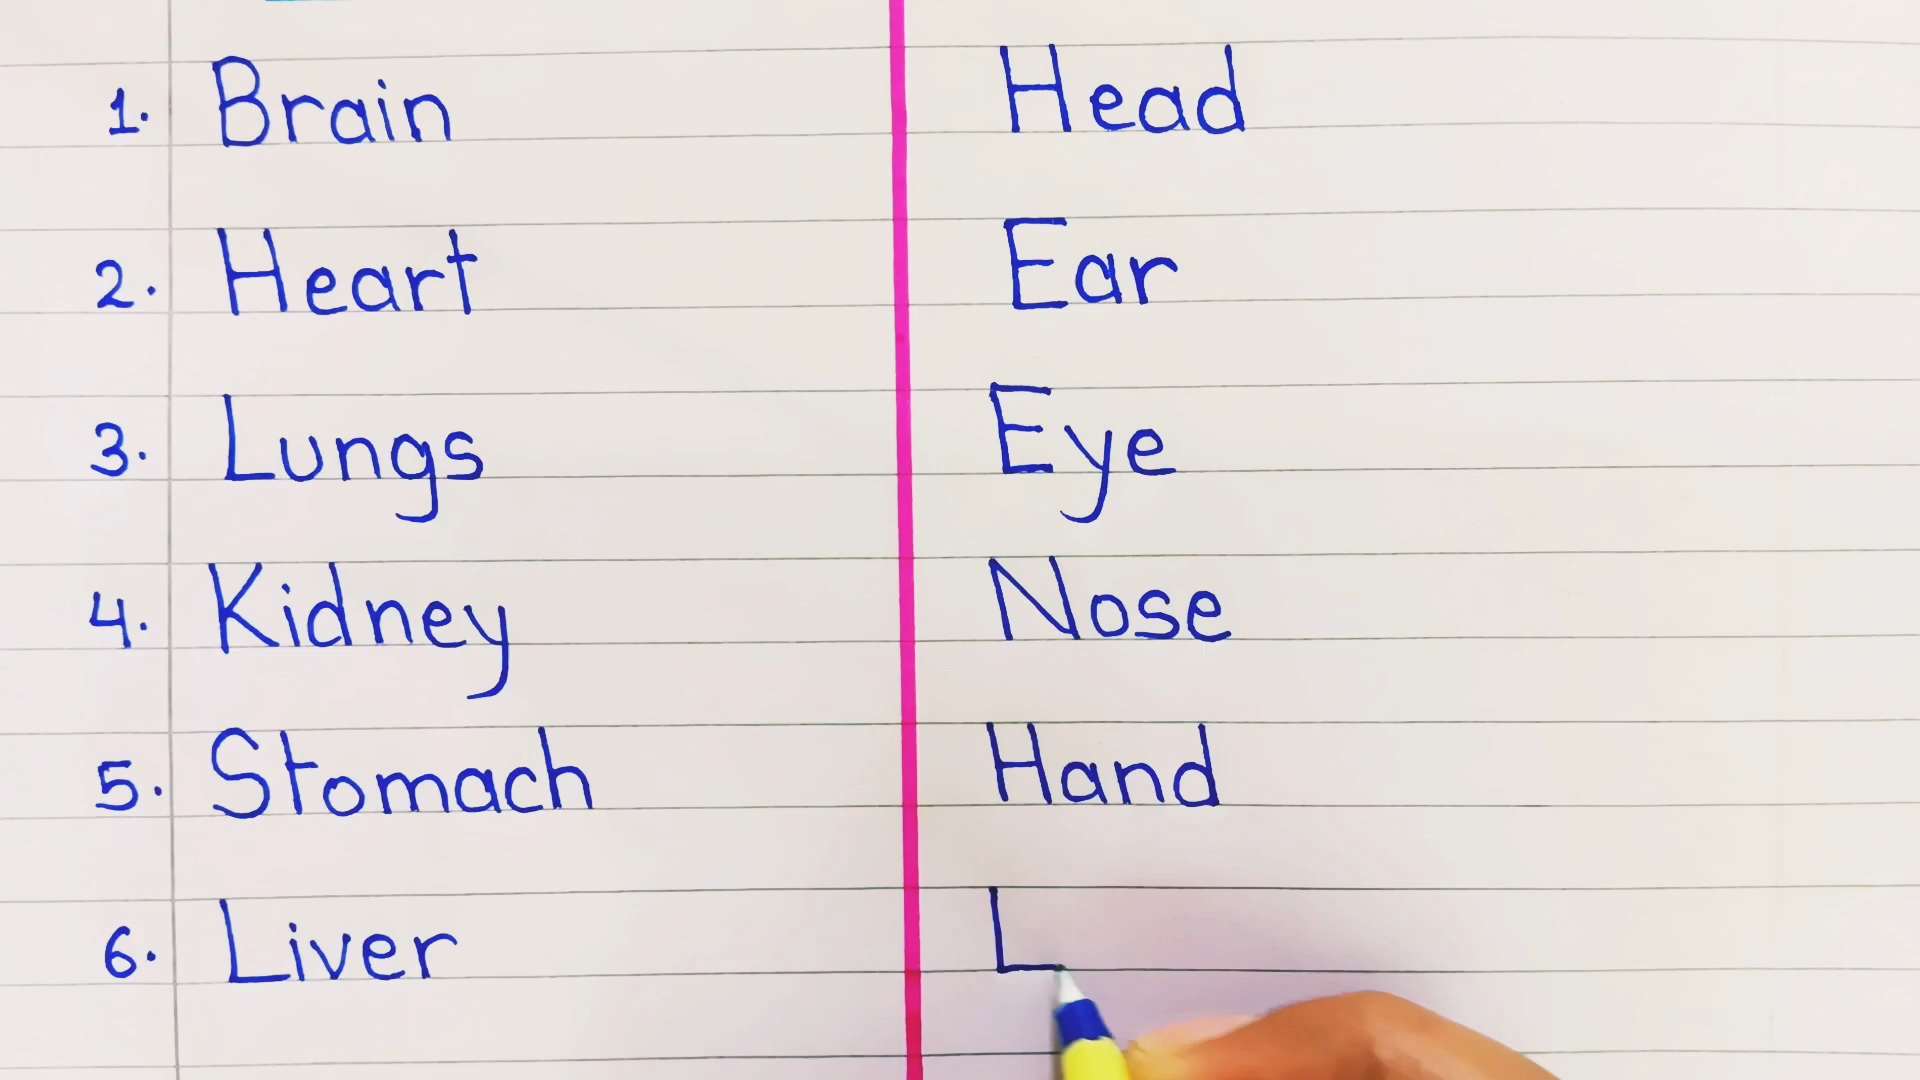 1. Brain Head
2. Heart Ear
3. Lungs Eye
4. Kidney Nose
5. Stomach Hand
6. Liver L